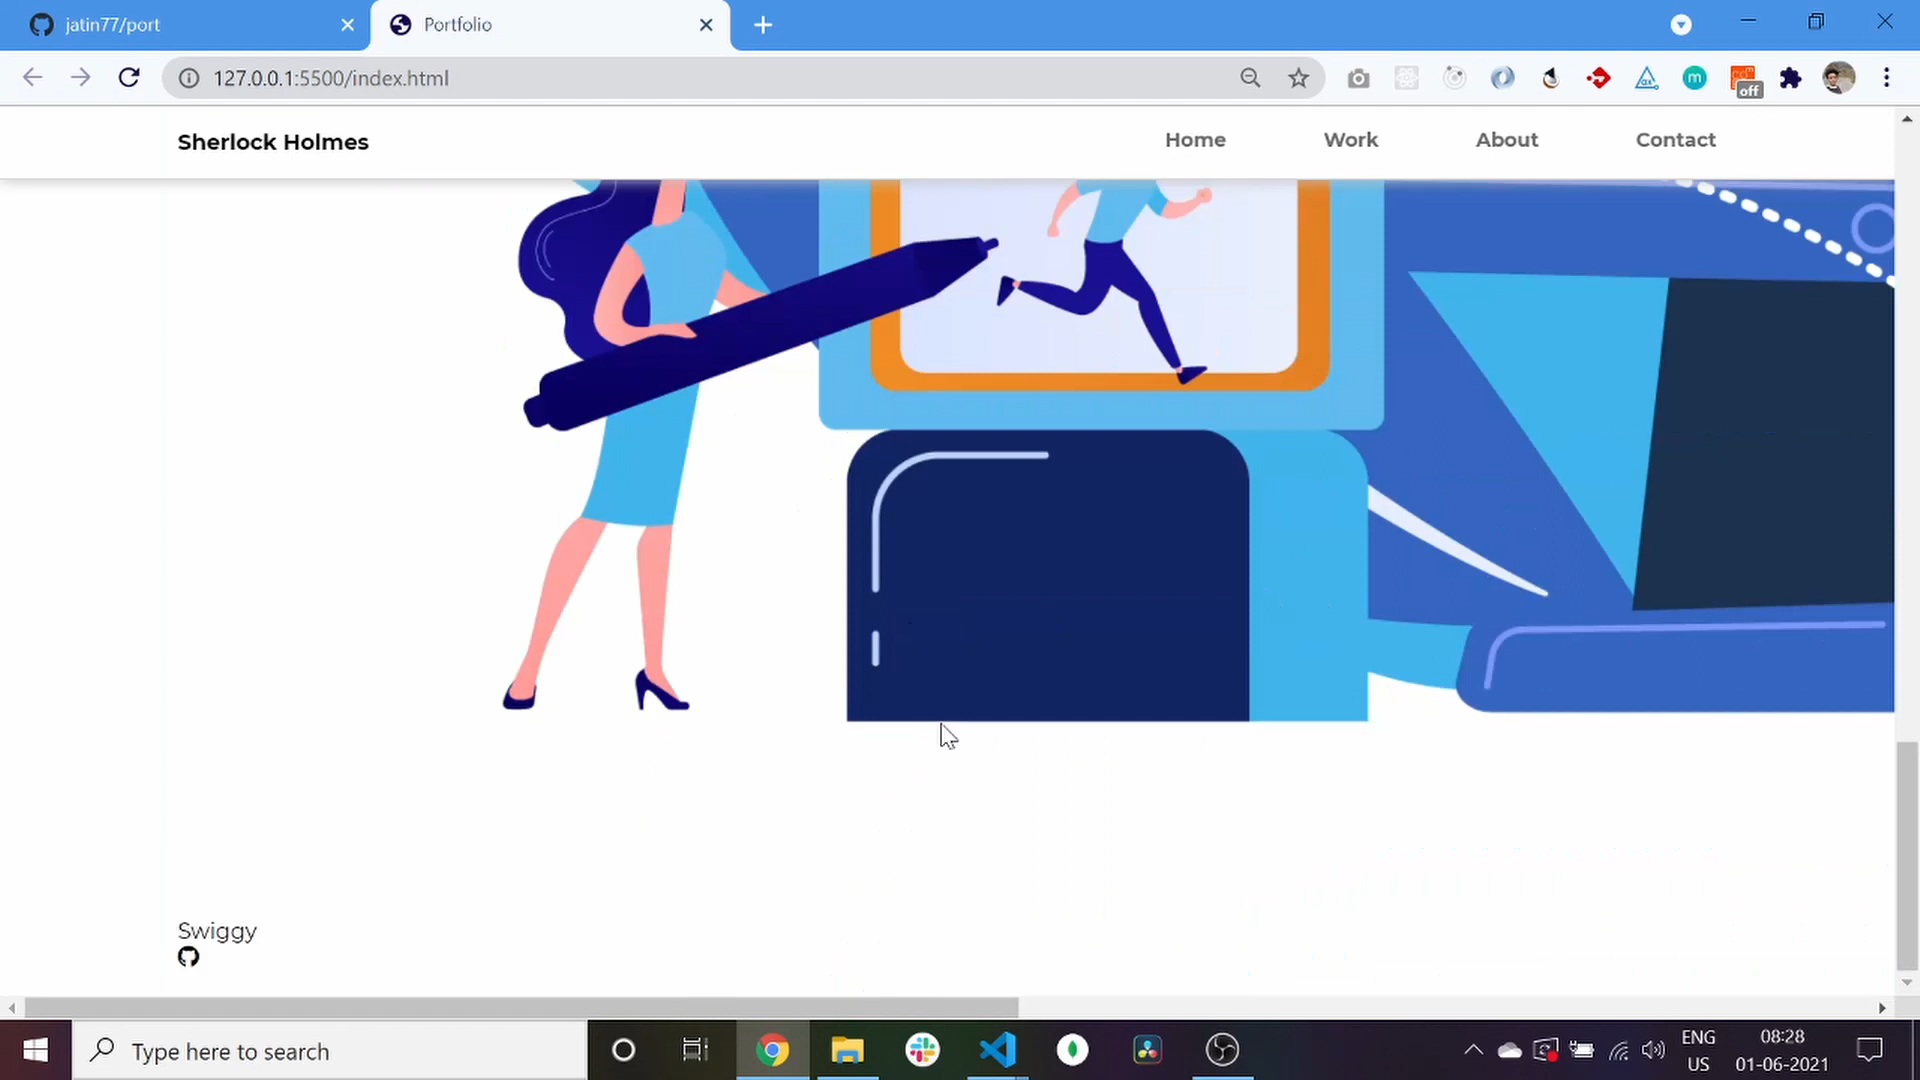 jatin77/port
Portfolio
127.0.0.1:5500/index.html
off
Sherlock Holmes
Home
Work
About
Contact
Swiggy
Type here to search
ENG
US
08:28
01-06-2021